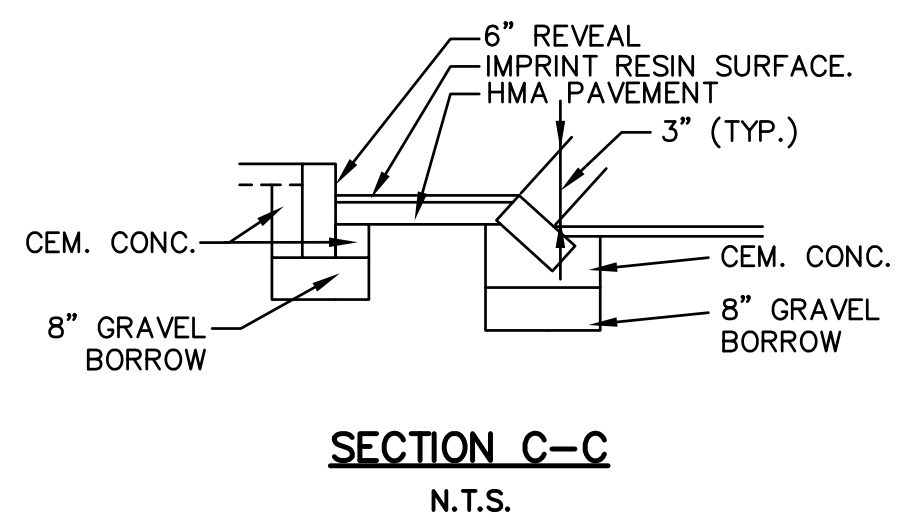 6” REVEAL
IMPRINT RESIN SURFACE.
HMA PAVEMENT
3” (TYP.)
CEM. CONC.
CEM. CONC.
8” GRAVEL
BORROW
8” GRAVEL
BORROW
SECTION C-C
N.T.S.